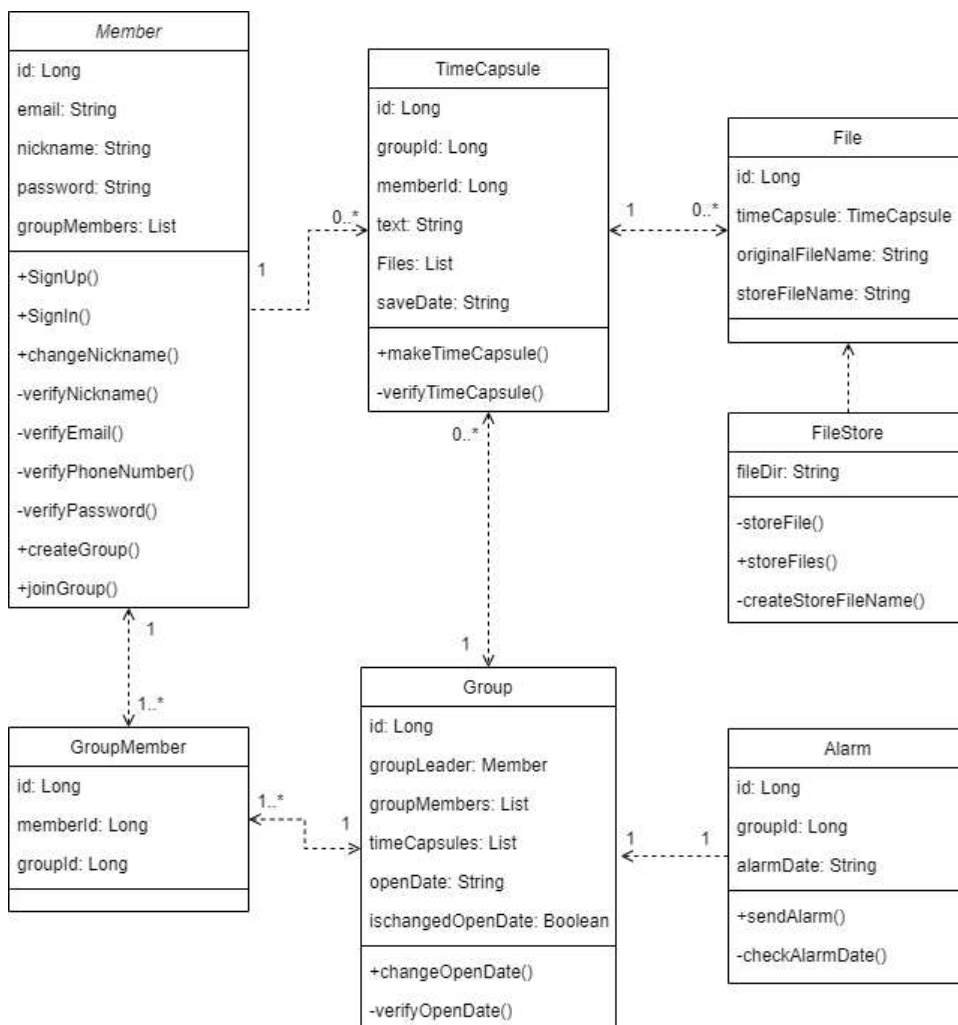 Member
id: Long
email: String
nickname: String
password: String
groupMembers: List
+SignUp()
+SignIn()
+changeNickname()
-verifyNickname()
-verifyEmail()
-verifyPhoneNumber()
-verifyPassword()
+createGroup()
+joinGroup()
1
0..*
TimeCapsule
id: Long
groupId: Long
memberId: Long
text: String
Files: List
saveDate: String
+makeTimeCapsule()
-verifyTimeCapsule()
1
0..*
File
id: Long
timeCapsule: TimeCapsule
originalFileName: String
storeFileName: String
FileStore
fileDir: String
-storeFile()
+storeFiles()
-createStoreFileName()
0..*
1
1
1..*
GroupMember
id: Long
memberId: Long
groupId: Long
1..*
1
Group
id: Long
groupLeader: Member
groupMembers: List
timeCapsules: List
openDate: String
ischangedOpenDate: Boolean
+changeOpenDate()
-verifyOpenDate()
1
1
Alarm
id: Long
groupId: Long
alarmDate: String
+sendAlarm()
-checkAlarmDate()